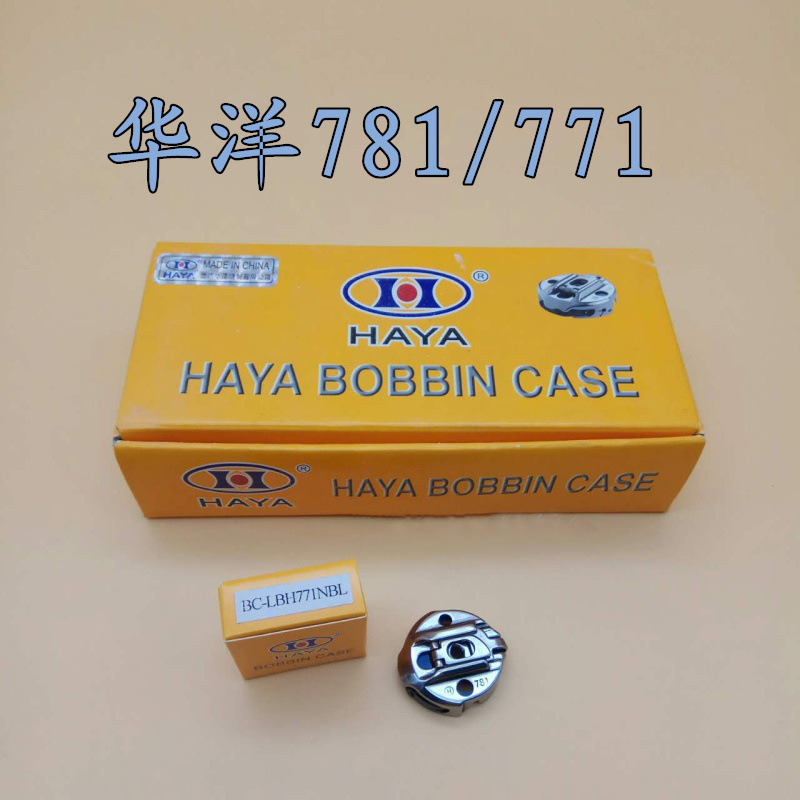 华洋781/771
MADE IN CHINA
HAYA
®
HAYA
HAYA BOBBIN CASE
®
HAYA
HAYA BOBBIN CASE
BC-LBH771NBL
HAYA
BOBBIN CASE
H 781